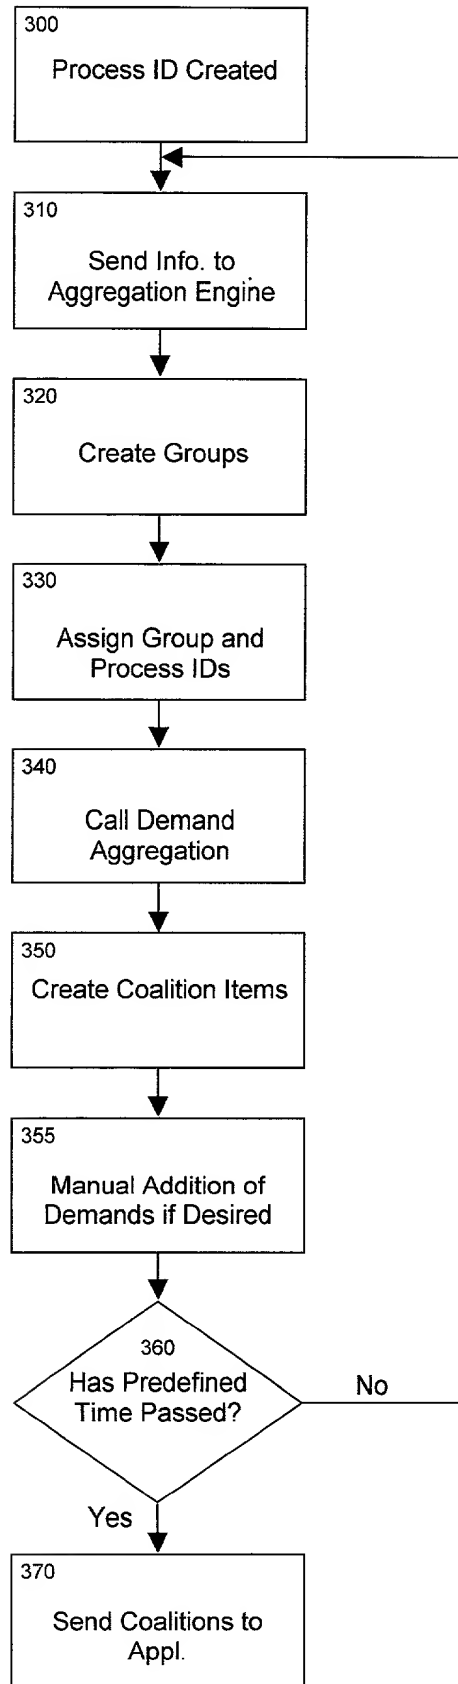 300
Process ID Created
310
Send Info. to
Aggregation Engine
320
Create Groups
330
Assign Group and
Process IDs
340
Call Demand
Aggregation
350
Create Coalition Items
355
Manual Addition of
Demands if Desired
360
Has Predefined
Time Passed?
No
Yes
370
Send Coalitions to
Appl.